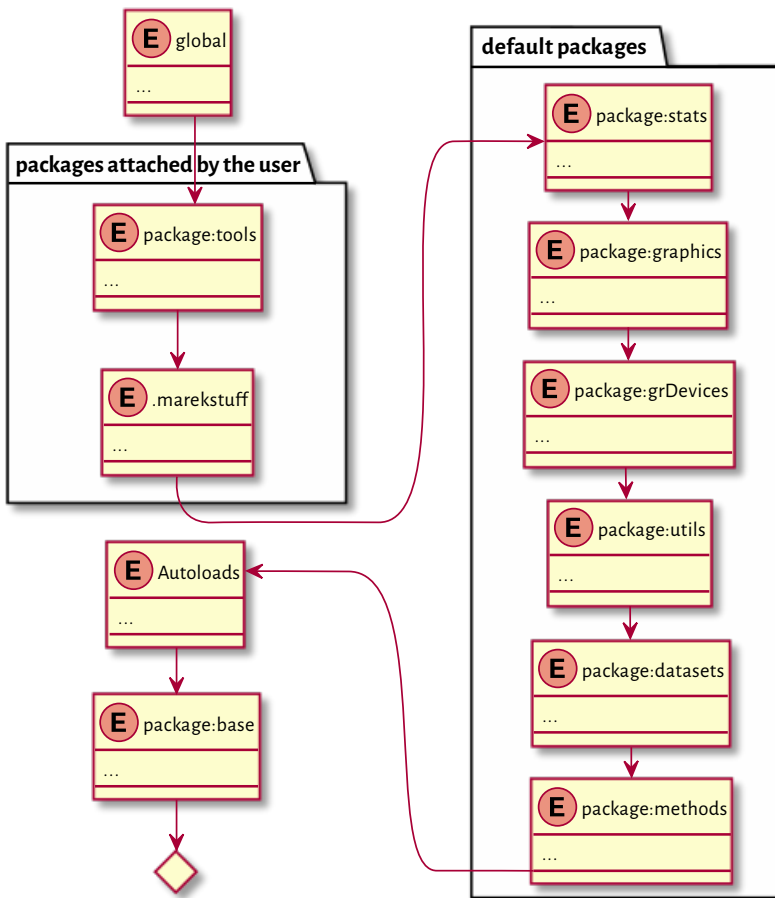 E global
...
packages attached by the user
E package:tools
...
E .marekstuff
...
default packages
E package:stats
...
E package:graphics
...
E package:grDevices
...
E package:utils
...
E package:datasets
...
E package:methods
...
E Autoloads
...
E package:base
...